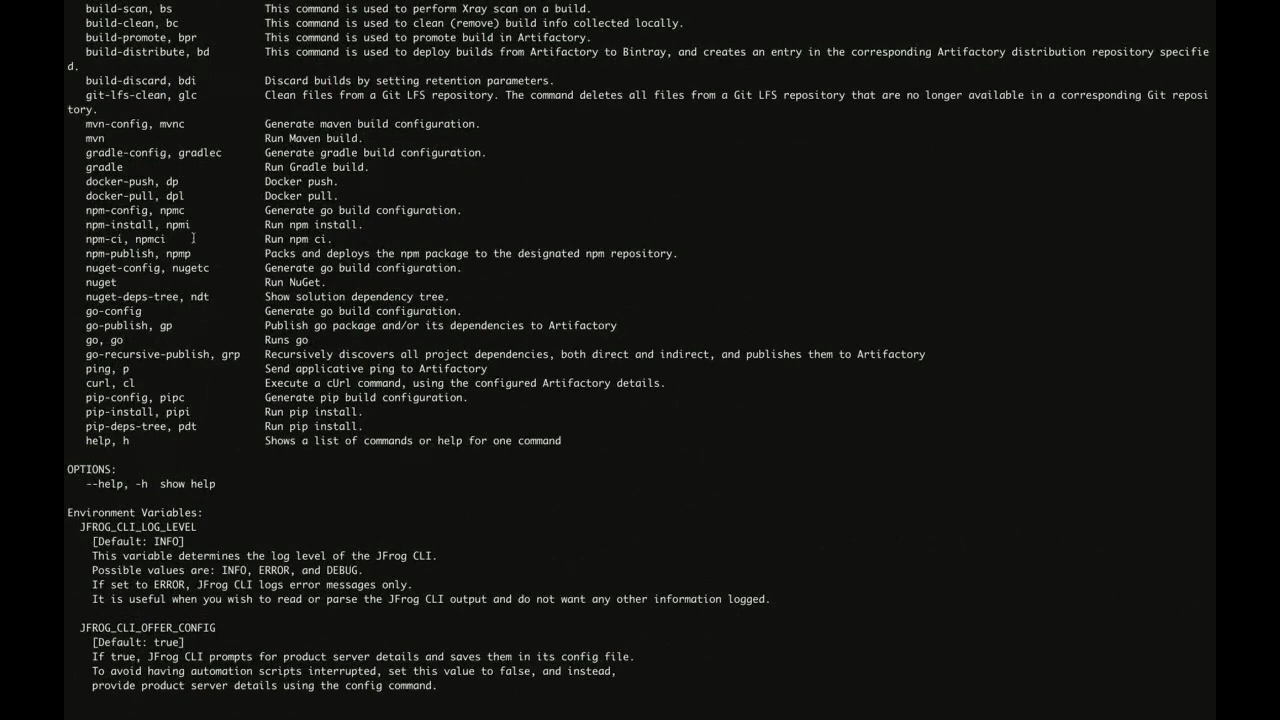 build-scan, bs This command is used to perform Xray scan on a build.
build-clean, bc This command is used to clean (remove) build info collected locally.
build-promote, bpr This command is used to promote build in Artifactory.
build-distribute, bd This command is used to deploy builds from Artifactory to Bintray, and creates an entry in the corresponding Artifactory distribution repository specifie
d.
build-discard, bdi Discard builds by setting retention parameters.
git-lfs-clean, glc Clean files from a Git LFS repository. The command deletes all files from a Git LFS repository that are no longer available in a corresponding Git reposi
tory.
mvn-config, mvnc Generate maven build configuration.
mvn Run Maven build.
gradle-config, gradlec Generate gradle build configuration.
gradle Run Gradle build.
docker-push, dp Docker push.
docker-pull, dpl Docker pull.
npm-config, npmc Generate go build configuration.
npm-install, npmi Run npm install.
npm-ci, npmci Run npm ci.
npm-publish, npmp Packs and deploys the npm package to the designated npm repository.
nuget-config, nugetc Generate go build configuration.
nuget Run NuGet.
nuget-deps-tree, ndt Show solution dependency tree.
go-config Generate go build configuration.
go-publish, gp Publish go package and/or its dependencies to Artifactory
go, go Runs go
go-recursive-publish, grp Recursively discovers all project dependencies, both direct and indirect, and publishes them to Artifactory
ping, p Send applicative ping to Artifactory
curl, cl Execute a cUrl command, using the configured Artifactory details.
pip-config, pipc Generate pip build configuration.
pip-install, pipi Run pip install.
pip-deps-tree, pdt Run pip install.
help, h Shows a list of commands or help for one command
OPTIONS:
--help, -h show help
Environment Variables:
JFROG_CLI_LOG_LEVEL
[Default: INFO]
This variable determines the log level of the JFrog CLI.
Possible values are: INFO, ERROR, and DEBUG.
If set to ERROR, JFrog CLI logs error messages only.
It is useful when you wish to read or parse the JFrog CLI output and do not want any other information logged.
JFROG_CLI_OFFER_CONFIG
[Default: true]
If true, JFrog CLI prompts for product server details and saves them in its config file.
To avoid having automation scripts interrupted, set this value to false, and instead,
provide product server details using the config command.